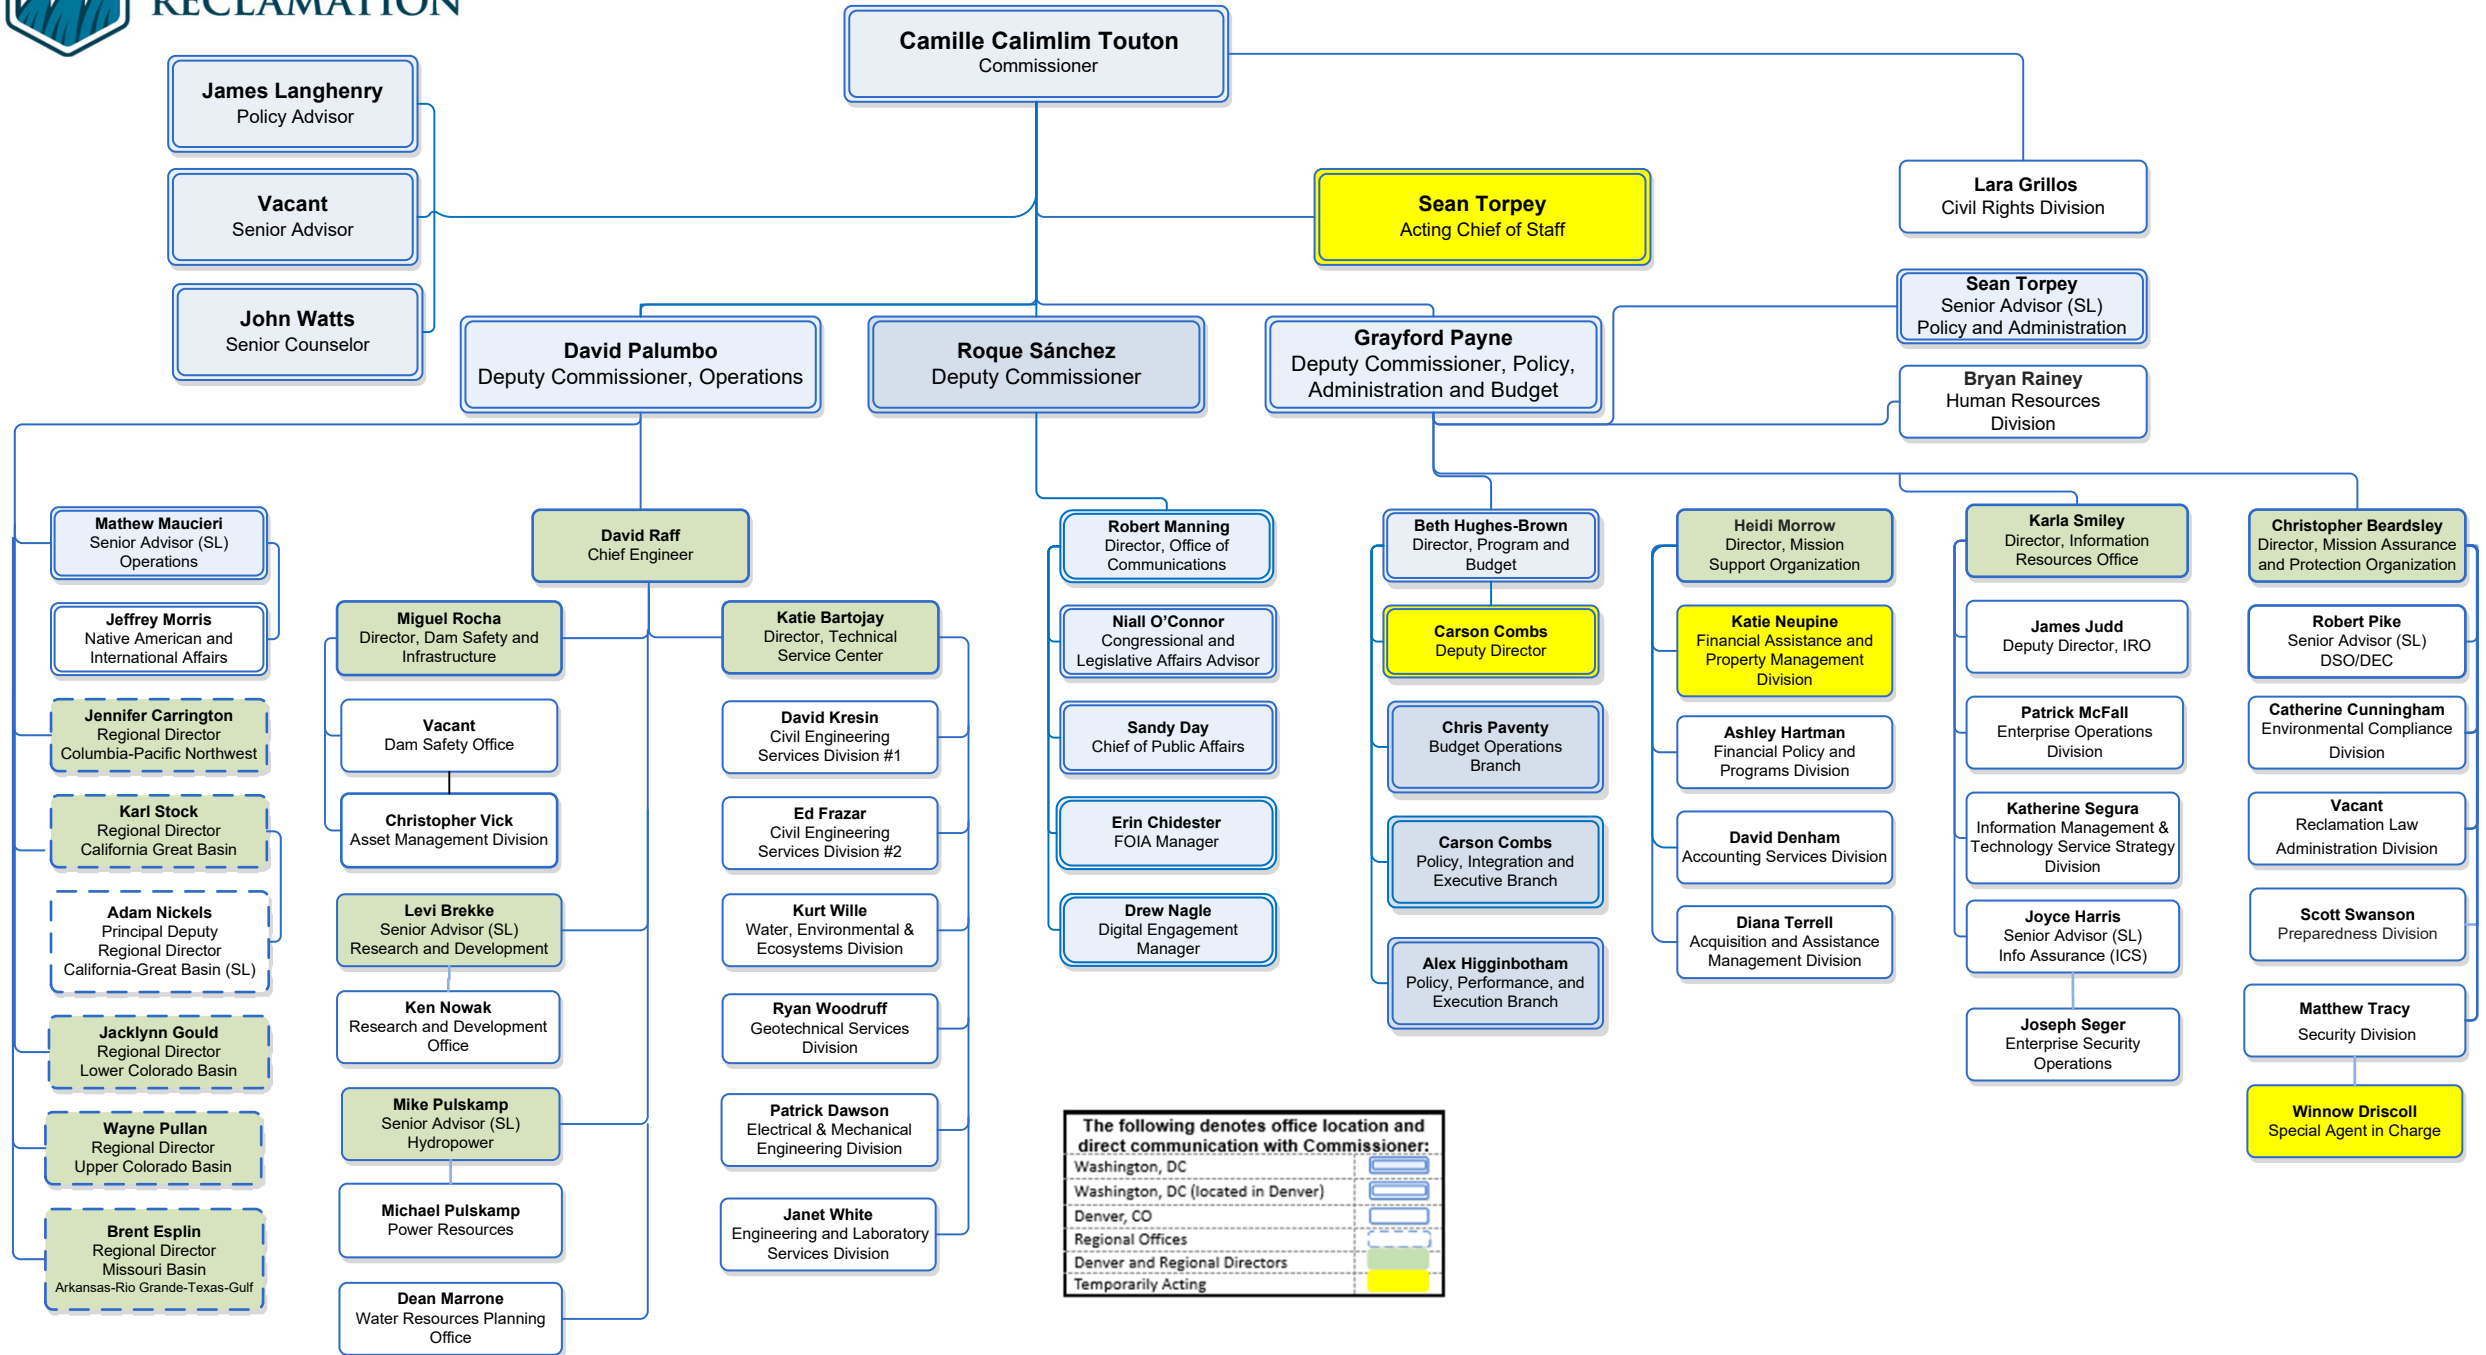 RECLAMATION
Camille Calimlim Touton
Commissioner
James Langhenry
Policy Advisor
Vacant
Senior Advisor
John Watts
Senior Counselor
Sean Torpey
Acting Chief of Staff
Lara Grillos
Civil Rights Division
Sean Torpey
Senior Advisor (SL)
Policy and Administration
Bryan Rainey
Human Resources
Division
David Palumbo
Deputy Commissioner, Operations
Roque Sánchez
Deputy Commissioner
Grayford Payne
Deputy Commissioner, Policy,
Administration and Budget
Mathew Maucieri
Senior Advisor (SL)
Operations
Jeffrey Morris
Native American and
International Affairs
Jennifer Carrington
Regional Director
Columbia-Pacific Northwest
Karl Stock
Regional Director
California Great Basin
Adam Nickels
Principal Deputy
Regional Director
California-Great Basin (SL)
Jacklynn Gould
Regional Director
Lower Colorado Basin
Wayne Pullan
Regional Director
Upper Colorado Basin
Brent Esplin
Regional Director
Missouri Basin
Arkansas-Rio Grande-Texas-Gulf
David Raff
Chief Engineer
Miguel Rocha
Director, Dam Safety and
Infrastructure
Vacant
Dam Safety Office
Christopher Vick
Asset Management Division
Levi Brekke
Senior Advisor (SL)
Research and Development
Ken Nowak
Research and Development
Office
Mike Pulskamp
Senior Advisor (SL)
Hydropower
Michael Pulskamp
Power Resources
Dean Marrone
Water Resources Planning
Office
Katie Bartojay
Director, Technical
Service Center
David Kresin
Civil Engineering
Services Division #1
Ed Frazar
Civil Engineering
Services Division #2
Kurt Wille
Water, Environmental &
Ecosystems Division
Ryan Woodruff
Geotechnical Services
Division
Patrick Dawson
Electrical & Mechanical
Engineering Division
Janet White
Engineering and Laboratory
Services Division
Robert Manning
Director, Office of
Communications
Niall O’Connor
Congressional and
Legislative Affairs Advisor
Sandy Day
Chief of Public Affairs
Erin Chidester
FOIA Manager
Drew Nagle
Digital Engagement
Manager
Beth Hughes-Brown
Director, Program and
Budget
Carson Combs
Deputy Director
Chris Paventy
Budget Operations
Branch
Carson Combs
Policy, Integration and
Executive Branch
Alex Higginbotham
Policy, Performance, and
Execution Branch
Heidi Morrow
Director, Mission
Support Organization
Katie Neupine
Financial Assistance and
Property Management
Division
Ashley Hartman
Financial Policy and
Programs Division
David Denham
Accounting Services Division
Diana Terrell
Acquisition and Assistance
Management Division
Karla Smiley
Director, Information
Resources Office
James Judd
Deputy Director, IRO
Patrick McFall
Enterprise Operations
Division
Katherine Segura
Information Management &
Technology Service Strategy
Division
Joyce Harris
Senior Advisor (SL)
Info Assurance (ICS)
Joseph Seger
Enterprise Security
Operations
Christopher Beardsley
Director, Mission Assurance
and Protection Organization
Robert Pike
Senior Advisor (SL)
DSO/DEC
Catherine Cunningham
Environmental Compliance
Division
Vacant
Reclamation Law
Administration Division
Scott Swanson
Preparedness Division
Matthew Tracy
Security Division
Winnow Driscoll
Special Agent in Charge
The following denotes office location and
direct communication with Commissioner:
Washington, DC
Washington, DC (located in Denver)
Denver, CO
Regional Offices
Denver and Regional Directors
Temporarily Acting